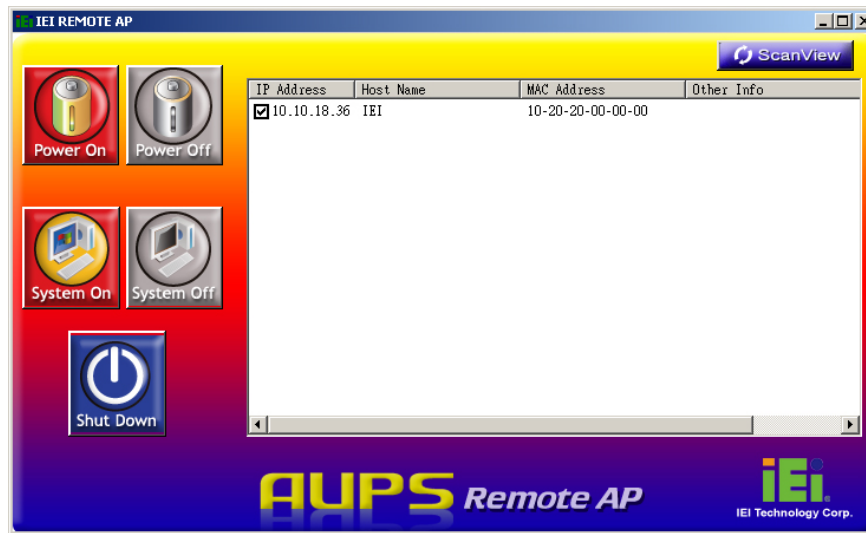 IEI REMOTE AP
ScanView
Power On
Power Off
IP Address Host Name MAC Address Other Info
10.10.18.36 IEI 10-20-20-00-00-00
System On
System Off
Shut Down
AUPS Remote AP
iEi
IEI Technology Corp.